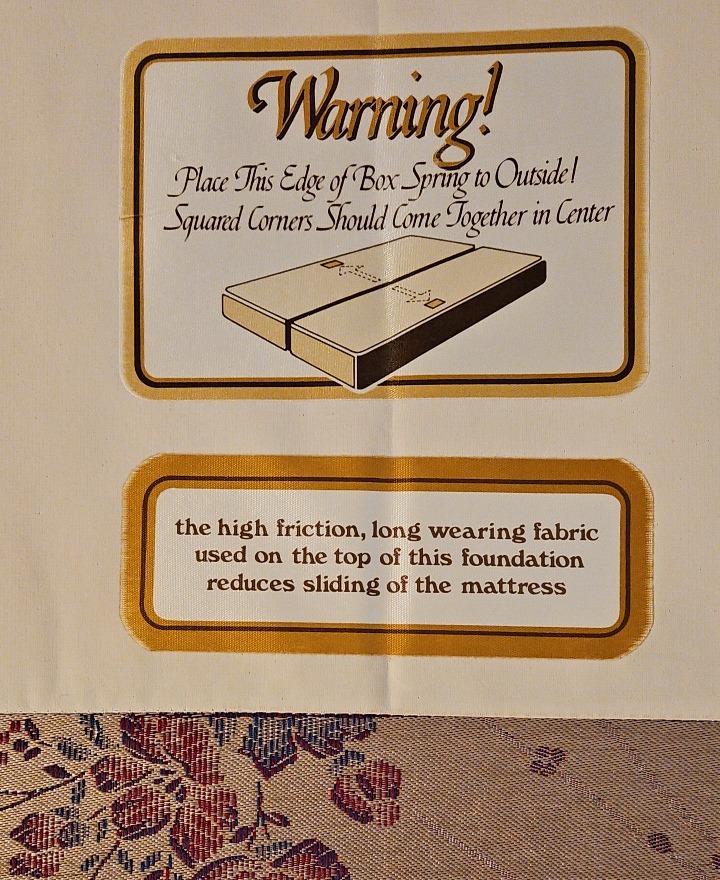 Warning!
Place This Edge of Box Spring to Outside!
Squared Corners Should Come Together in Center
the high friction, long wearing fabric
used on the top of this foundation
reduces sliding of the mattress